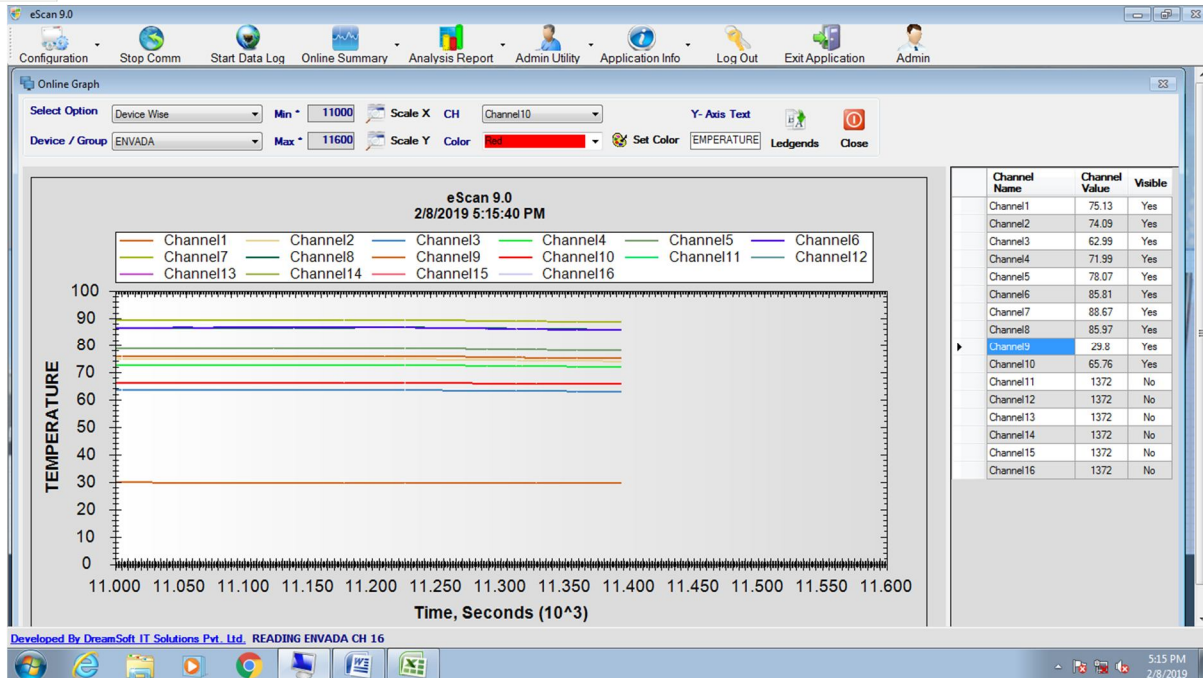 eScan 9.0
Configuration Stop Comm Start Data Log Online Summary Analysis Report Admin Utility Application Info Log Out Exit Application Admin
Online Graph
Select Option Device Wise Min * 11000 Scale X CH Channel10 Y- Axis Text
Device / Group ENVADA Max * 11600 Scale Y Color Red Set Color EMPERATURE Ledgends Close
eScan 9.0
2/8/2019 5:15:40 PM
Channel1 Channel2 Channel3 Channel4 Channel5 Channel6
Channel7 Channel8 Channel9 Channel10 Channel11 Channel12
Channel13 Channel14 Channel15 Channel16
100
90
80
70
60
50
40
30
20
10
0
TEMPERATURE
11.000 11.050 11.100 11.150 11.200 11.250 11.300 11.350 11.400 11.450 11.500 11.550 11.600
Time, Seconds (10^3)
Channel Name Channel Value Visible
Channel1 75.13 Yes
Channel2 74.09 Yes
Channel3 62.99 Yes
Channel4 71.99 Yes
Channel5 78.07 Yes
Channel6 85.81 Yes
Channel7 88.67 Yes
Channel8 85.97 Yes
Channel9 29.8 Yes
Channel10 65.76 Yes
Channel11 1372 No
Channel12 1372 No
Channel13 1372 No
Channel14 1372 No
Channel15 1372 No
Channel16 1372 No
Developed By DreamSoft IT Solutions Pvt. Ltd. READING ENVADA CH 16
5:15 PM
2/8/2019